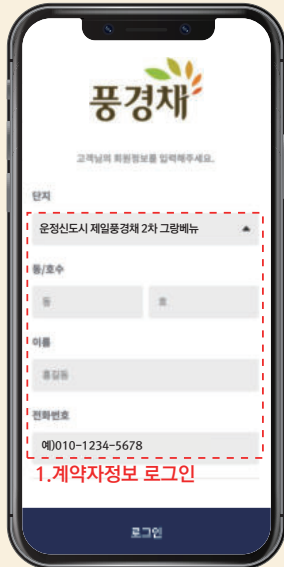 풍경채
고객님의 회원정보를 입력해주세요.
단지
운정신도시 제일풍경채 2차 그랑베뉴
동/호수
동 호
이름
홍길동
전화번호
예)010-1234-5678
1.계약자정보 로그인
로그인